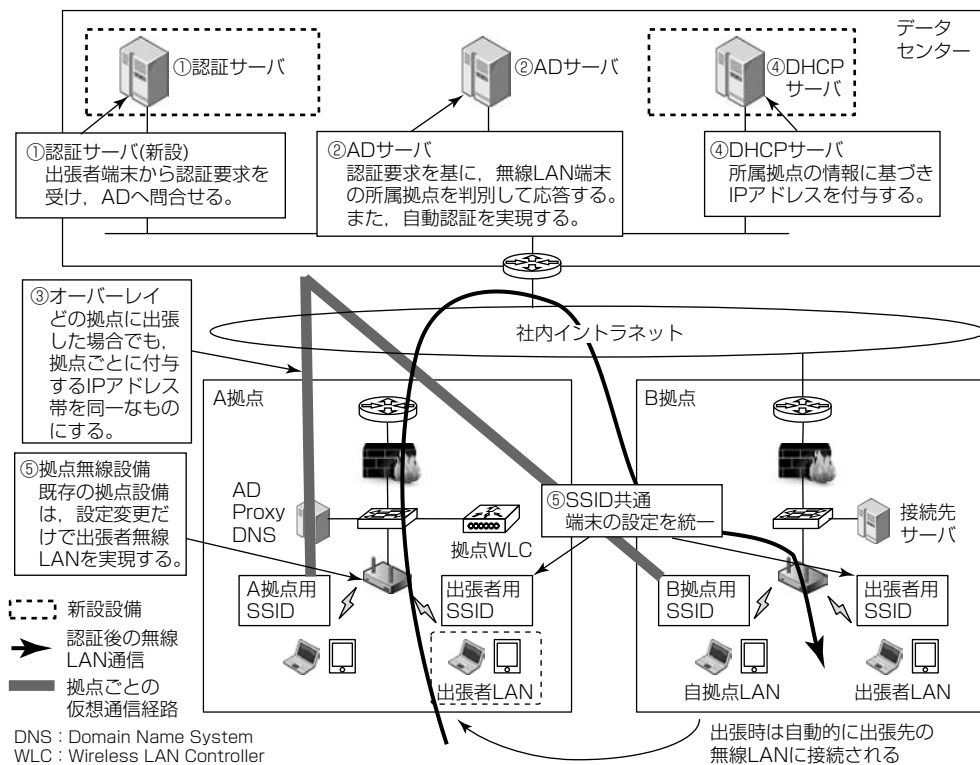 データ
センター
①認証サーバ
②ADサーバ
④DHCP
サーバ
①認証サーバ(新設)
出張者端末から認証要求を
受け，ADへ問合せる。
②ADサーバ
認証要求を基に，無線LAN端末
の所属拠点を判別して応答する。
また，自動認証を実現する。
④DHCPサーバ
所属拠点の情報に基づき
IPアドレスを付与する。
③オーバーレイ
どの拠点に出張
した場合でも，
拠点ごとに付与
するIPアドレス
帯を同一なもの
にする。
社内イントラネット
A拠点
B拠点
⑤拠点無線設備
既存の拠点設備
は，設定変更だ
けで出張者無線
LANを実現する。
AD
Proxy
DNS
拠点WLC
⑤SSID共通
端末の設定を統一
接続先
サーバ
A拠点用
SSID
出張者用
SSID
B拠点用
SSID
出張者用
SSID
新設設備
認証後の無線
LAN通信
拠点ごとの
仮想通信経路
出張者LAN
自拠点LAN
出張者LAN
DNS：Domain Name System
WLC：Wireless LAN Controller
出張時は自動的に出張先の
無線LANに接続される